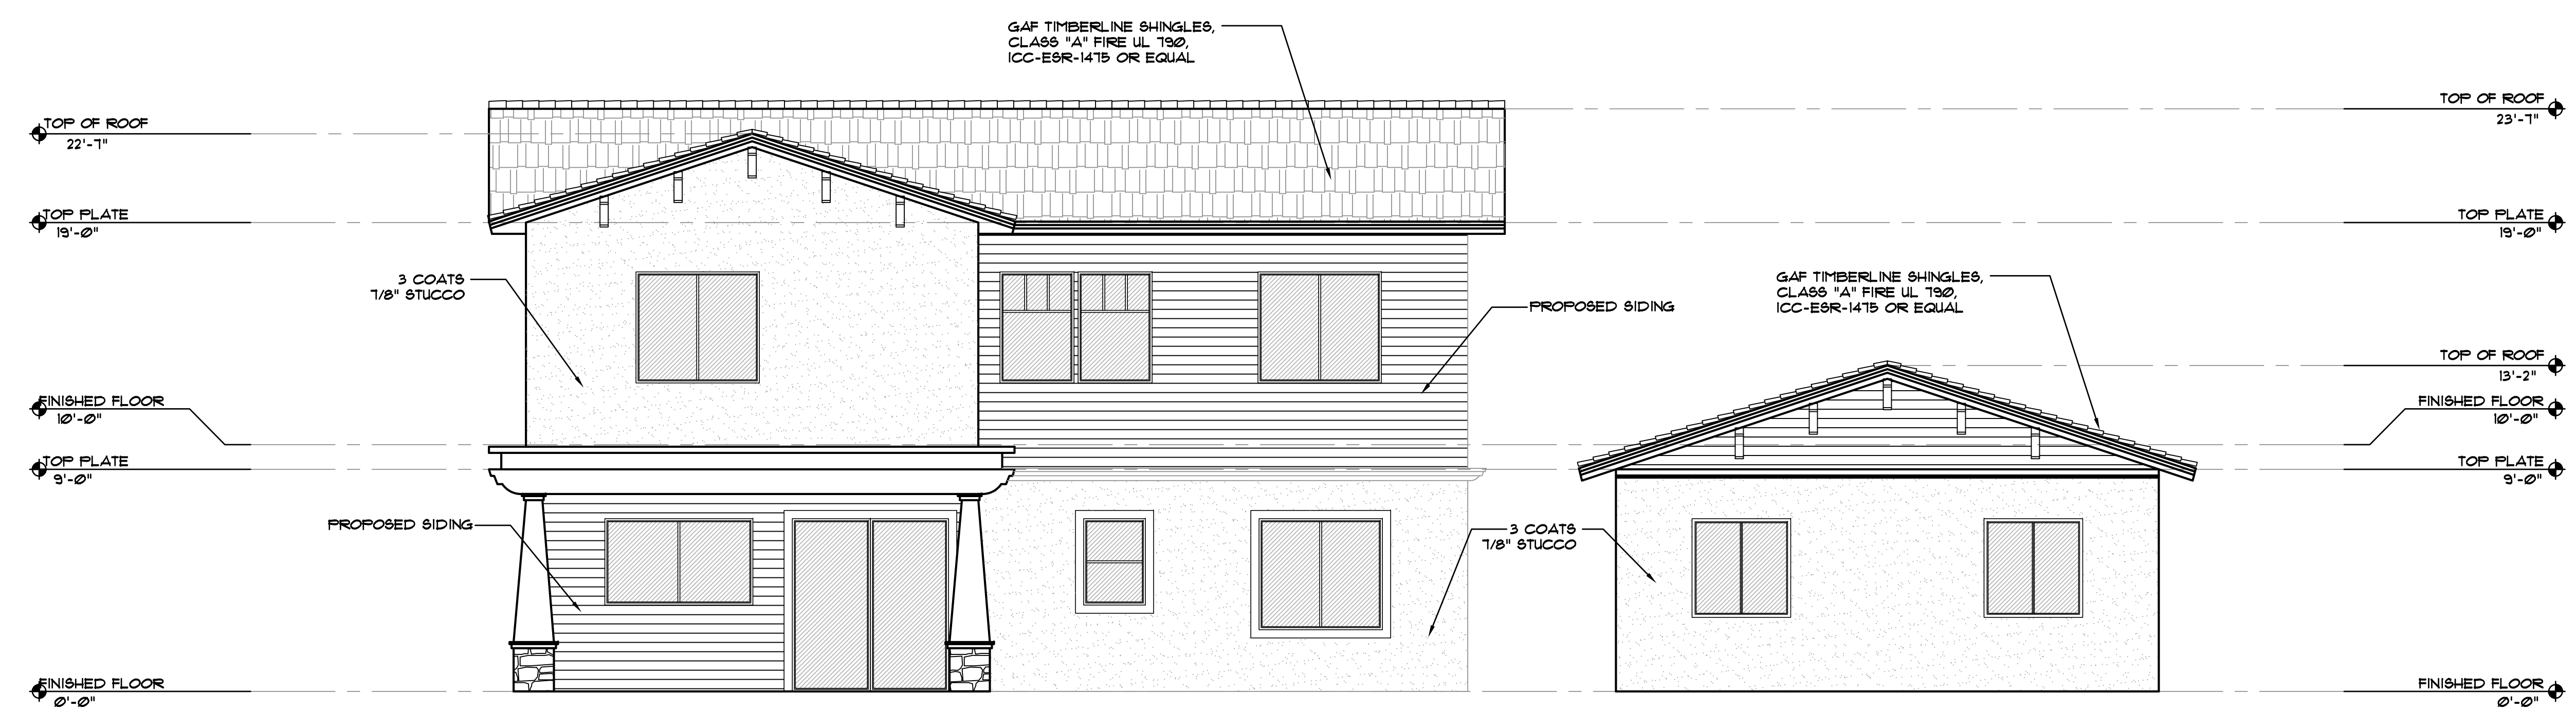 GAF TIMBERLINE SHINGLES,
CLASS "A" FIRE UL 790,
ICC-ESR-1475 OR EQUAL
TOP OF ROOF
22'-7"
TOP PLATE
19'-0"
3 COATS
7/8" STUCCO
FINISHED FLOOR
10'-0"
TOP PLATE
9'-0"
PROPOSED SIDING
FINISHED FLOOR
0'-0"
PROPOSED SIDING
3 COATS
7/8" STUCCO
GAF TIMBERLINE SHINGLES,
CLASS "A" FIRE UL 790,
ICC-ESR-1475 OR EQUAL
TOP OF ROOF
23'-7"
TOP PLATE
19'-0"
TOP OF ROOF
13'-2"
FINISHED FLOOR
10'-0"
TOP PLATE
9'-0"
FINISHED FLOOR
0'-0"